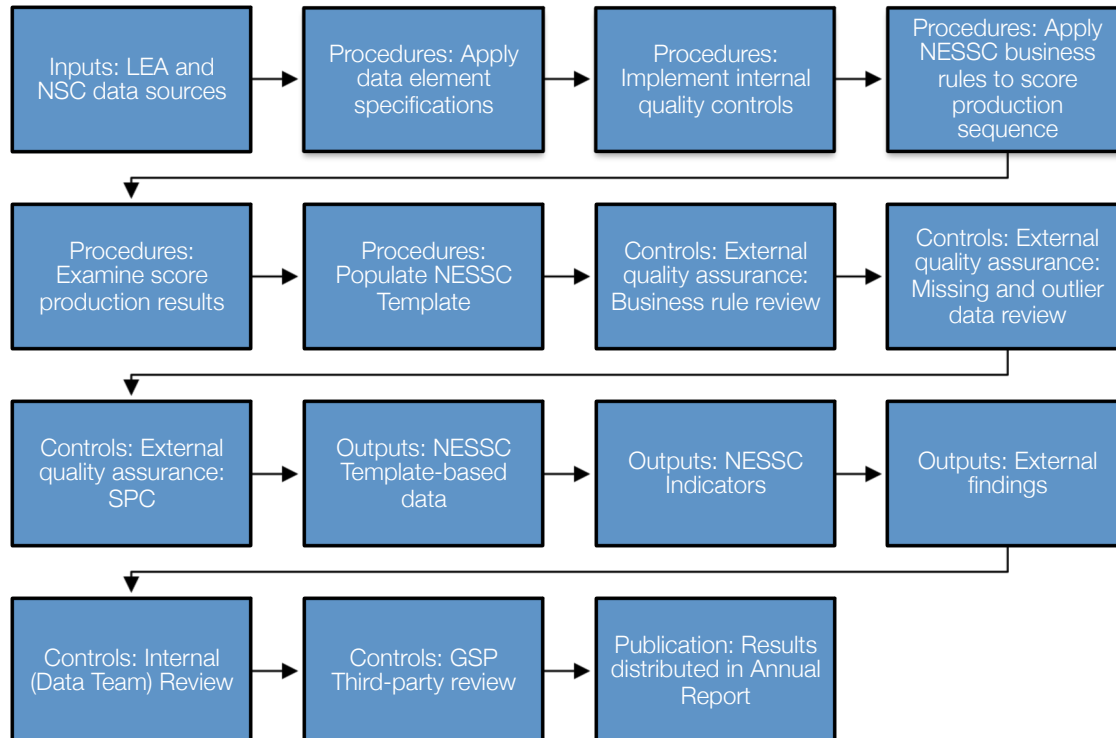 Inputs: LEA and
NSC data sources
Procedures: Apply
data element
specifications
Procedures:
Implement internal
quality controls
Procedures: Apply
NESSC business
rules to score
production
sequence
Procedures:
Examine score
production results
Procedures:
Populate NESSC
Template
Controls: External
quality assurance:
Business rule review
Controls: External
quality assurance:
Missing and outlier
data review
Controls: External
quality assurance:
SPC
Outputs: NESSC
Template-based
data
Outputs: NESSC
Indicators
Outputs: External
findings
Controls: Internal
(Data Team) Review
Controls: GSP
Third-party review
Publication: Results
distributed in Annual
Report